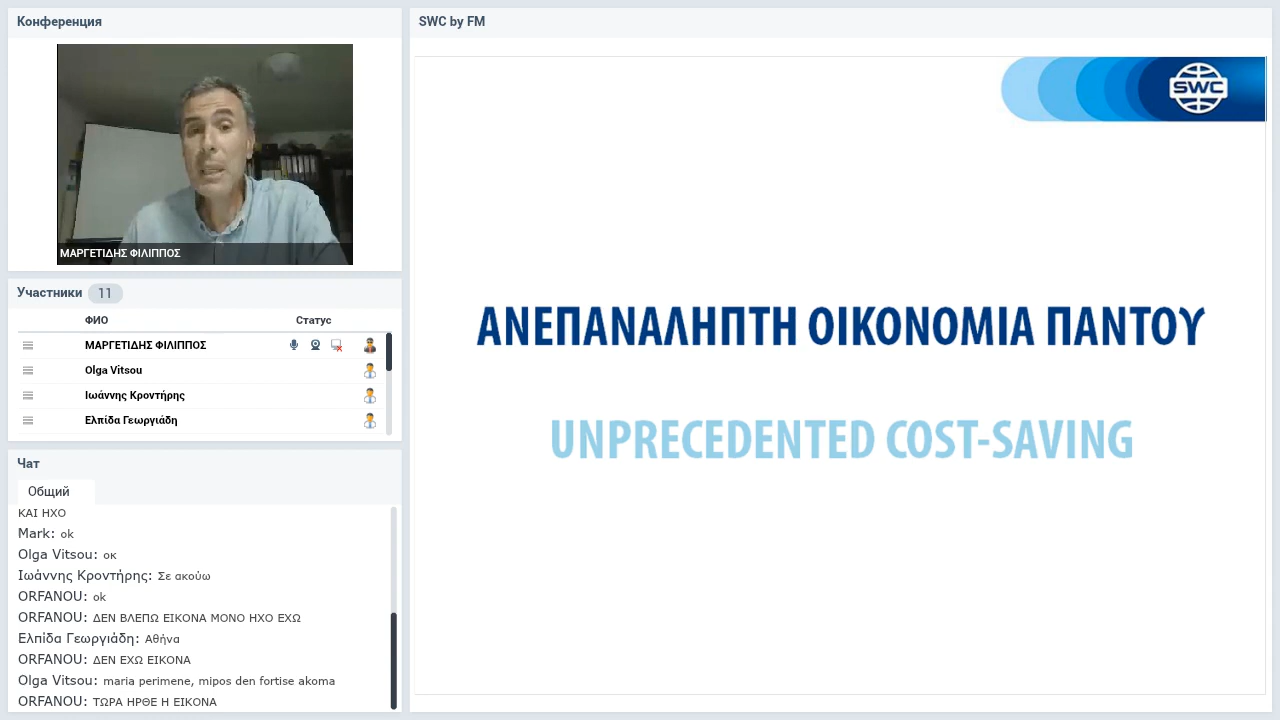 Конференция
ΜΑΡΓΕΤΙΔΗΣ ΦΙΛΙΠΠΟΣ
Участники 11
ФИО Статус
ΜΑΡΓΕΤΙΔΗΣ ΦΙΛΙΠΠΟΣ
Olga Vitsou
Ιωάννης Κροντήρης
Ελπίδα Γεωργιάδη
Чат
Общий
ΚΑΙ ΗΧΟ
Mark: ok
Olga Vitsou: οκ
Ιωάννης Κροντήρης: Σε ακούω
ORFANOU: ok
ORFANOU: ΔΕΝ ΒΛΕΠΩ ΕΙΚΟΝΑ ΜΟΝΟ ΗΧΟ ΕΧΩ
Ελπίδα Γεωργιάδη: Αθήνα
ORFANOU: ΔΕΝ ΕΧΩ ΕΙΚΟΝΑ
Olga Vitsou: maria perimene, mipos den fortise akoma
ORFANOU: ΤΩΡΑ ΗΡΘΕ Η ΕΙΚΟΝΑ
SWC by FM
SWC
ΑΝΕΠΑΝΑΛΗΠΤΗ ΟΙΚΟΝΟΜΙΑ ΠΑΝΤΟΥ
UNPRECEDENTED COST-SAVING